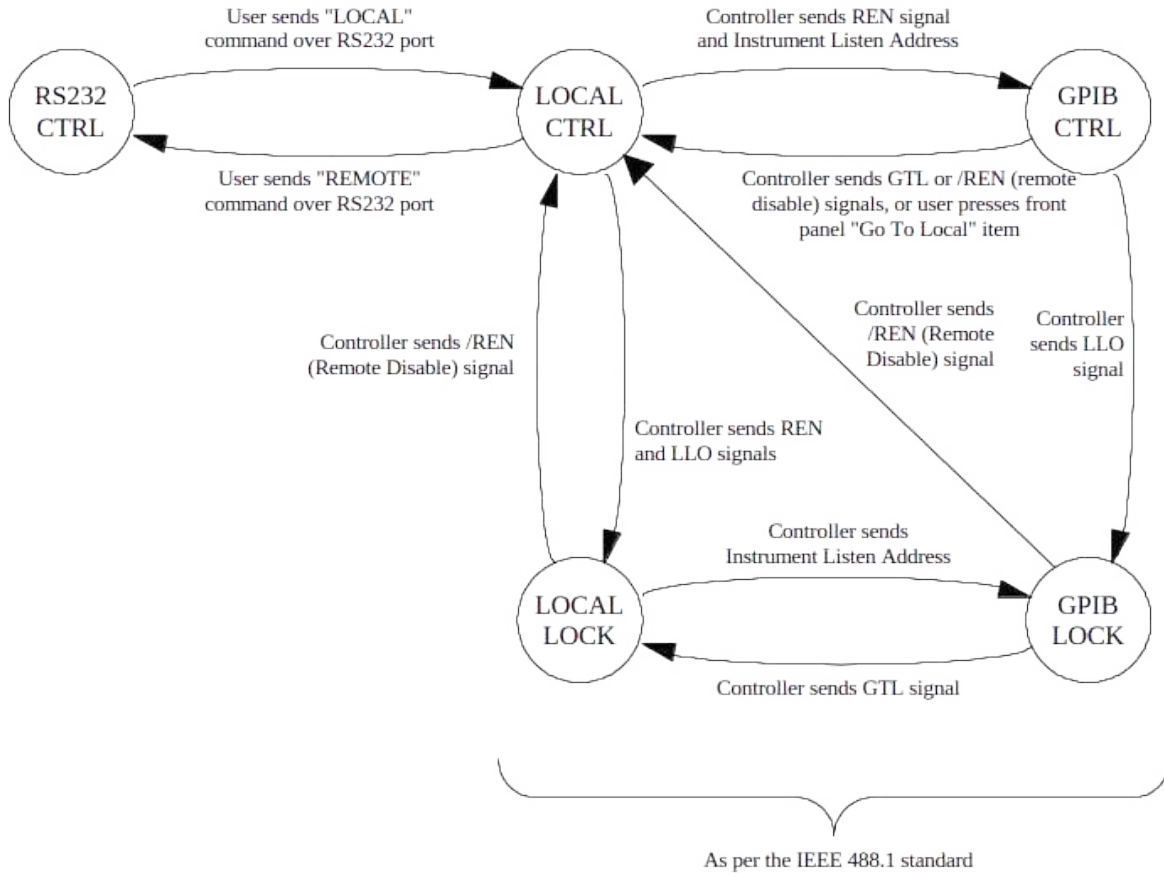 User sends "LOCAL"
command over RS232 port
Controller sends REN signal
and Instrument Listen Address
RS232
CTRL
LOCAL
CTRL
GPIB
CTRL
User sends "REMOTE"
command over RS232 port
Controller sends GTL or /REN (remote
disable) signals, or user presses front
panel "Go To Local" item
Controller sends /REN
(Remote Disable) signal
Controller sends
/REN (Remote
Disable) signal
Controller
sends LLO
signal
Controller sends REN
and LLO signals
Controller sends
Instrument Listen Address
LOCAL
LOCK
GPIB
LOCK
Controller sends GTL signal
As per the IEEE 488.1 standard